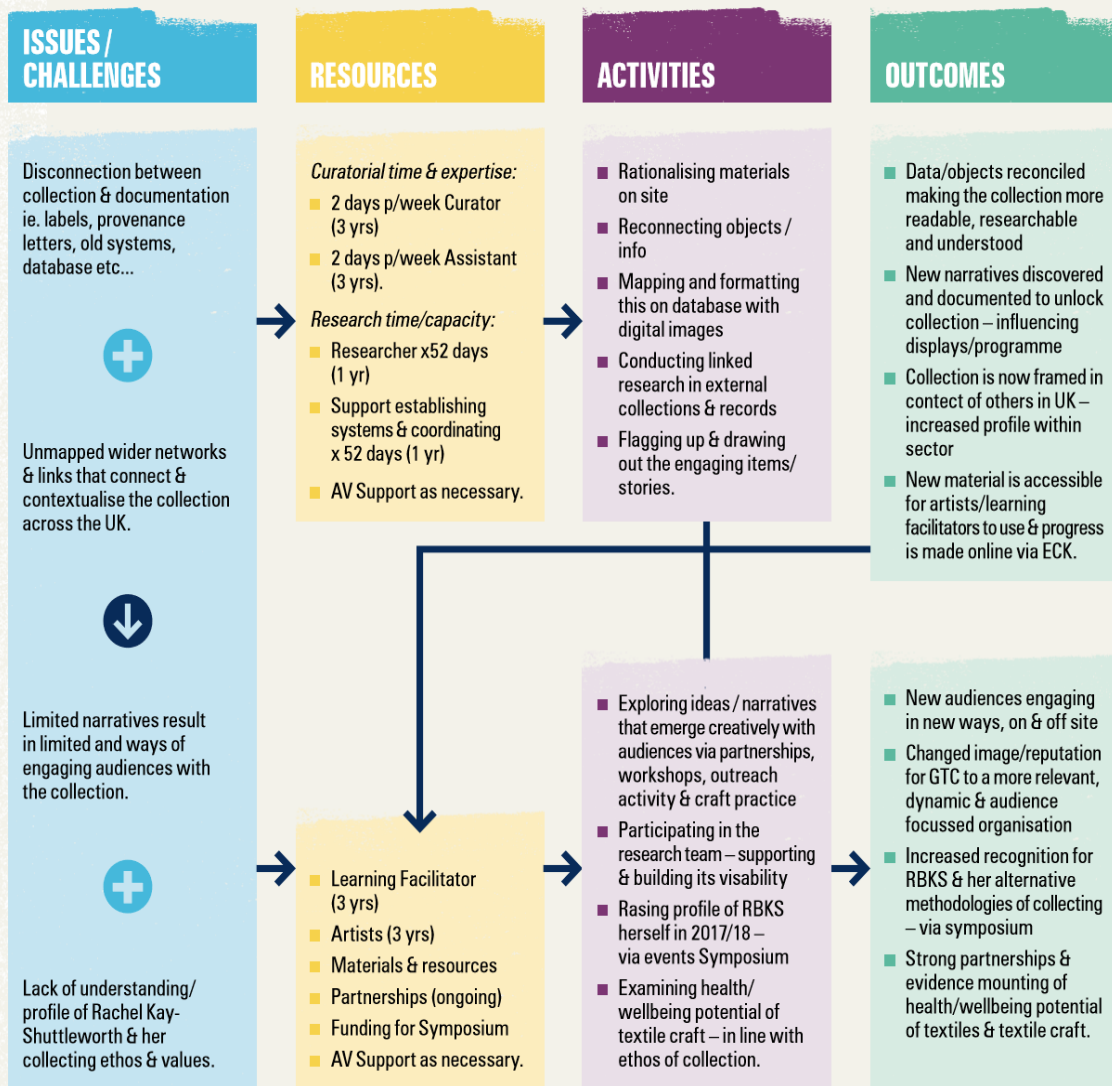 ISSUES /
CHALLENGES
RESOURCES
ACTIVITIES
OUTCOMES
Disconnection between
collection & documentation
ie. labels, provenance
letters, old systems,
database etc...
Unmapped wider networks
& links that connect &
contextualise the collection
across the UK.
Limited narratives result
in limited and ways of
engaging audiences with
the collection.
Lack of understanding/
profile of Rachel Kay-
Shuttleworth & her
collecting ethos & values.
Curatorial time & expertise:
2 days p/week Curator
(3 yrs)
2 days p/week Assistant
(3 yrs).
Research time/capacity:
Researcher x52 days
(1 yr)
Support establishing
systems & coordinating
x 52 days (1 yr)
AV Support as necessary.
Rationalising materials
on site
Reconnecting objects /
info
Mapping and formatting
this on database with
digital images
Conducting linked
research in external
collections & records
Flagging up & drawing
out the engaging items/
stories.
Data/objects reconciled
making the collection more
readable, researchable
and understood
New narratives discovered
and documented to unlock
collection – influencing
displays/programme
Collection is now framed in
contect of others in UK –
increased profile within
sector
New material is accessible
for artists/learning
facilitators to use & progress
is made online via ECK.
Learning Facilitator
(3 yrs)
Artists (3 yrs)
Materials & resources
Partnerships (ongoing)
Funding for Symposium
AV Support as necessary.
Exploring ideas / narratives
that emerge creatively with
audiences via partnerships,
workshops, outreach
activity & craft practice
Participating in the
research team – supporting
& building its visability
Rasing profile of RBKS
herself in 2017/18 –
via events Symposium
Examining health/
wellbeing potential of
textile craft – in line with
ethos of collection.
New audiences engaging
in new ways, on & off site
Changed image/reputation
for GTC to a more relevant,
dynamic & audience
focussed organisation
Increased recognition for
RBKS & her alternative
methodologies of collecting
– via symposium
Strong partnerships &
evidence mounting of
health/wellbeing potential
of textiles & textile craft.